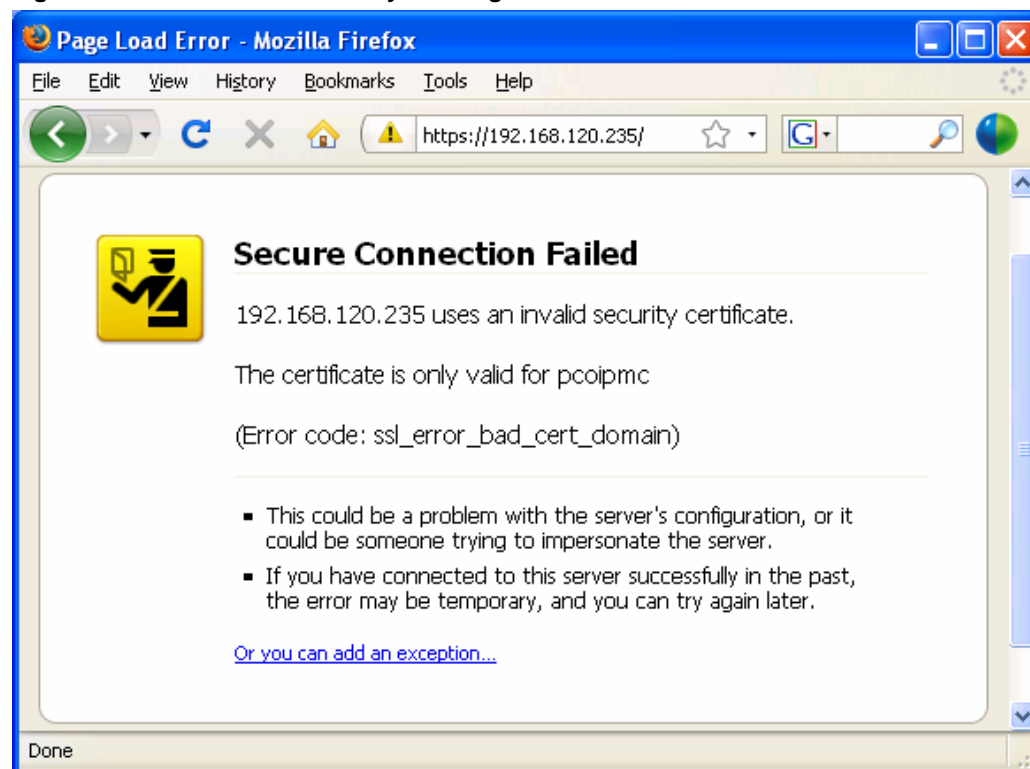 Page Load Error - Mozilla Firefox
File Edit View History Bookmarks Tools Help
https://192.168.120.235/ G
Secure Connection Failed
192.168.120.235 uses an invalid security certificate.
The certificate is only valid for pcoipmc
(Error code: ssl_error_bad_cert_domain)
This could be a problem with the server's configuration, or it
could be someone trying to impersonate the server.
If you have connected to this server successfully in the past,
the error may be temporary, and you can try again later.
Or you can add an exception...
Done